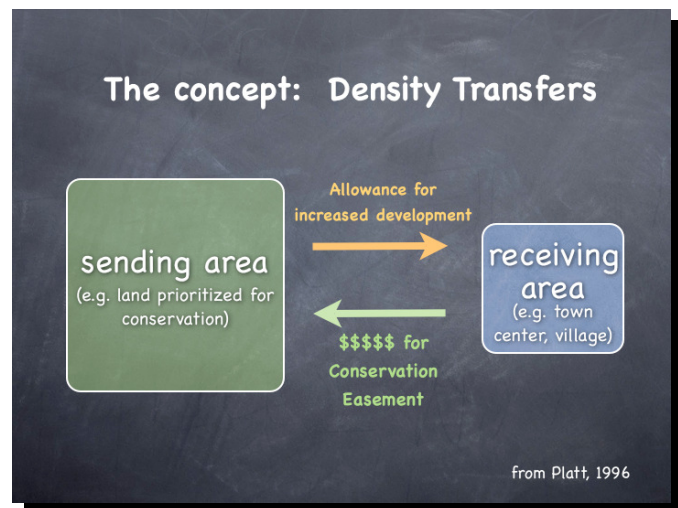 The concept:  Density Transfers
Allowance for
increased development
sending area
(e.g. land prioritized for
conservation)
receiving
area
(e.g. town
center, village)
$$$$$ for
Conservation
Easement
from Platt, 1996